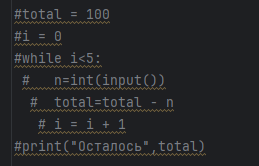 #total = 100
#i = 0
#while i<5:
 #   n=int(input())
  #  total=total - n
   # i = i + 1
#print("Осталось",total)